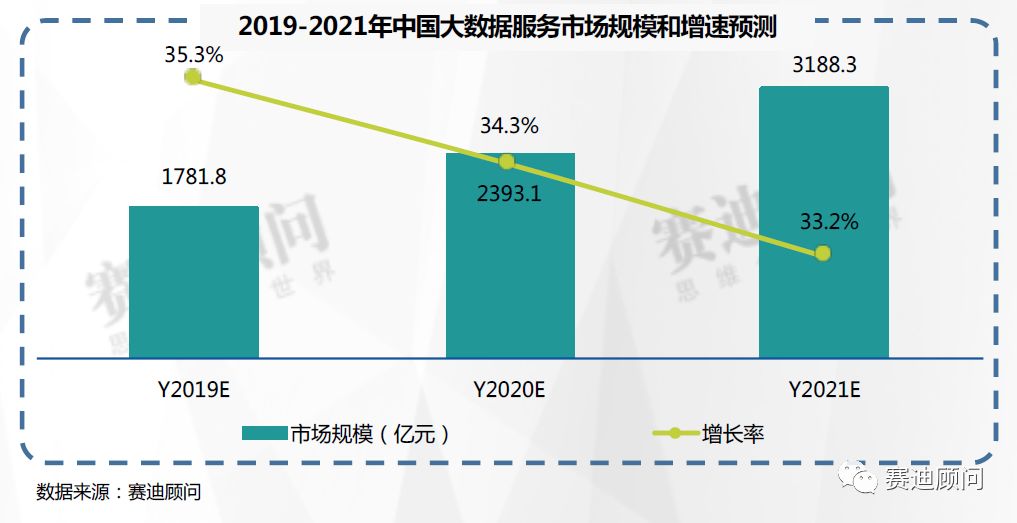 2019-2021年中国大数据服务市场规模和增速预测
35.3%
3188.3
34.3%
1781.8
2393.1
33.2%
赛迪顾问
思 世界
赛迪
思维
Y2019E
Y2020E
Y2021E
市场规模（亿元）
增长率
数据来源：赛迪顾问
赛迪顾问